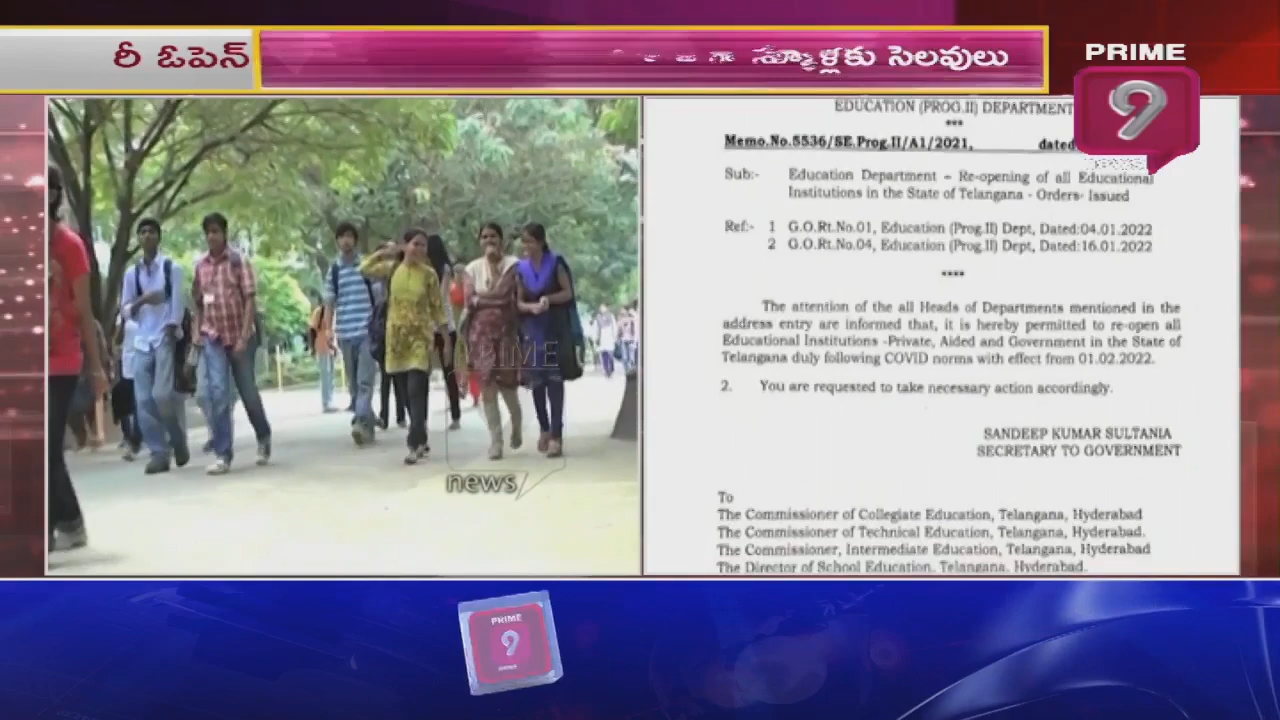 రీ ఓపెన్
స్కూళ్లకు సెలవులు
PRIME
9
EDUCATION (PROG.II) DEPARTMENT
***
Memo.No.5536/SE.Prog.II/A1/2021, dated
Sub:- Education Department – Re-opening of all Educational
Institutions in the State of Telangana - Orders- Issued
Ref:- 1 G.O.Rt.No.01, Education (Prog.II) Dept, Dated:04.01.2022
2 G.O.Rt.No.04, Education (Prog.II) Dept, Dated:16.01.2022
****
The attention of the all Heads of Departments mentioned in the
address entry are informed that, it is hereby permitted to re-open all
Educational Institutions -Private, Aided and Government in the State of
Telangana duly following COVID norms with effect from 01.02.2022.
2. You are requested to take necessary action accordingly.
SANDEEP KUMAR SULTANIA
SECRETARY TO GOVERNMENT
To
The Commissioner of Collegiate Education, Telangana, Hyderabad
The Commissioner of Technical Education, Telangana, Hyderabad.
The Commissioner, Intermediate Education, Telangana, Hyderabad
The Director of School Education, Telangana, Hyderabad.
PRIME
news
PRIME
9